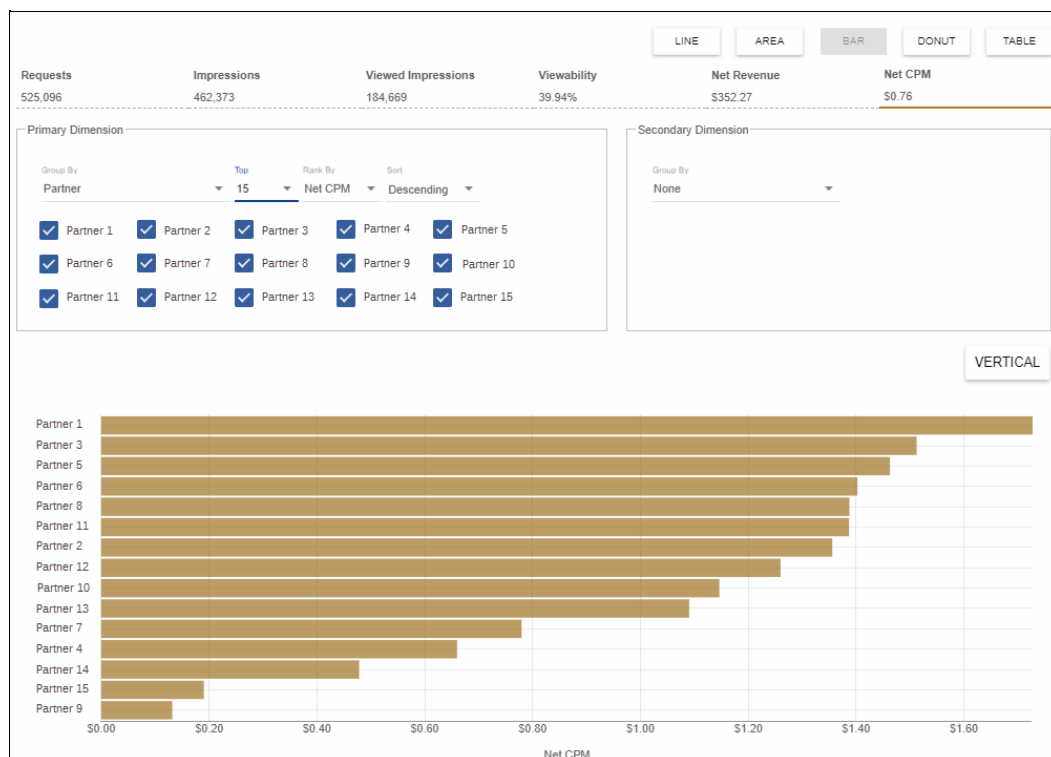 LINE AREA BAR DONUT TABLE
Requests Impressions Viewed Impressions Viewability Net Revenue Net CPM
525,096 462,373 184,669 39.94% $352.27 $0.76
Primary Dimension Secondary Dimension
Group By Top Rank By Sort Group By
Partner 15 Net CPM Descending None
Partner 1 Partner 2 Partner 3 Partner 4 Partner 5
Partner 6 Partner 7 Partner 8 Partner 9 Partner 10
Partner 11 Partner 12 Partner 13 Partner 14 Partner 15
VERTICAL
Partner 1
Partner 3
Partner 5
Partner 6
Partner 8
Partner 11
Partner 2
Partner 12
Partner 10
Partner 13
Partner 7
Partner 4
Partner 14
Partner 15
Partner 9
$0.00 $0.20 $0.40 $0.60 $0.80 $1.00 $1.20 $1.40 $1.60
Net CPM